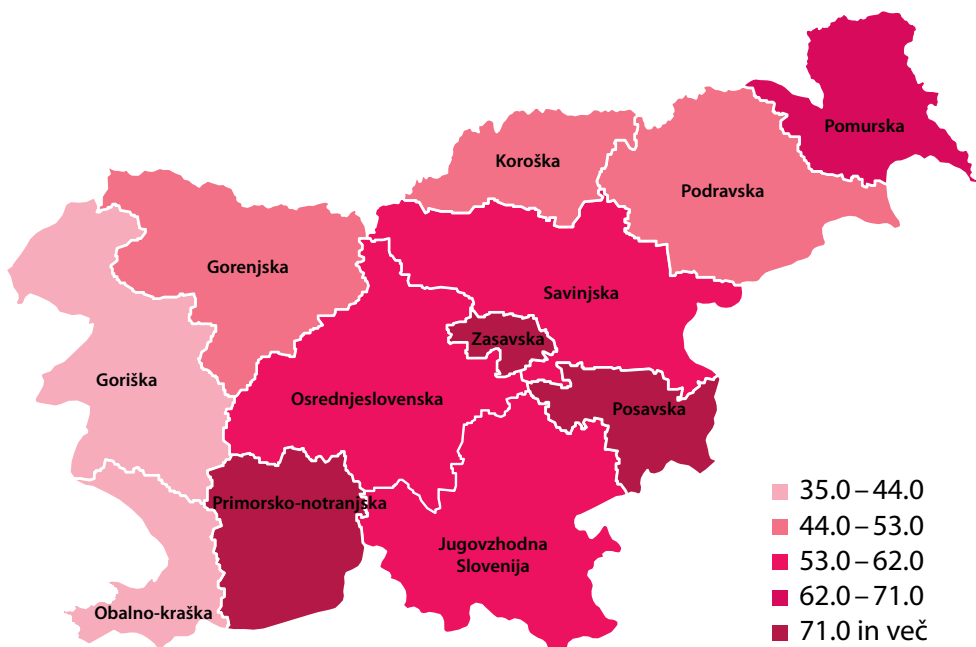 Pomurska
Koroška
Podravska
Gorenjska
Savinjska
Zasavska
Goriška
Osrednjeslovenska
Posavska
Primorsko-notranjska
Jugovzhodna
Slovenija
Obalno-kraška
35.0 – 44.0
44.0 – 53.0
53.0 – 62.0
62.0 – 71.0
71.0 in več